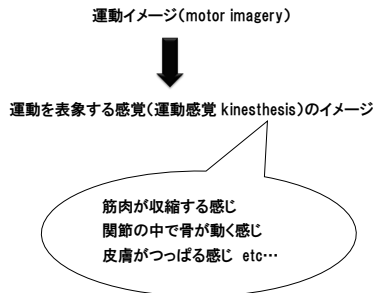 運動イメージ（motor imagery）
運動を表象する感覚（運動感覚 kinesthesis）のイメージ
筋肉が収縮する感じ
関節の中で骨が動く感じ
皮膚がつっぱる感じ etc…